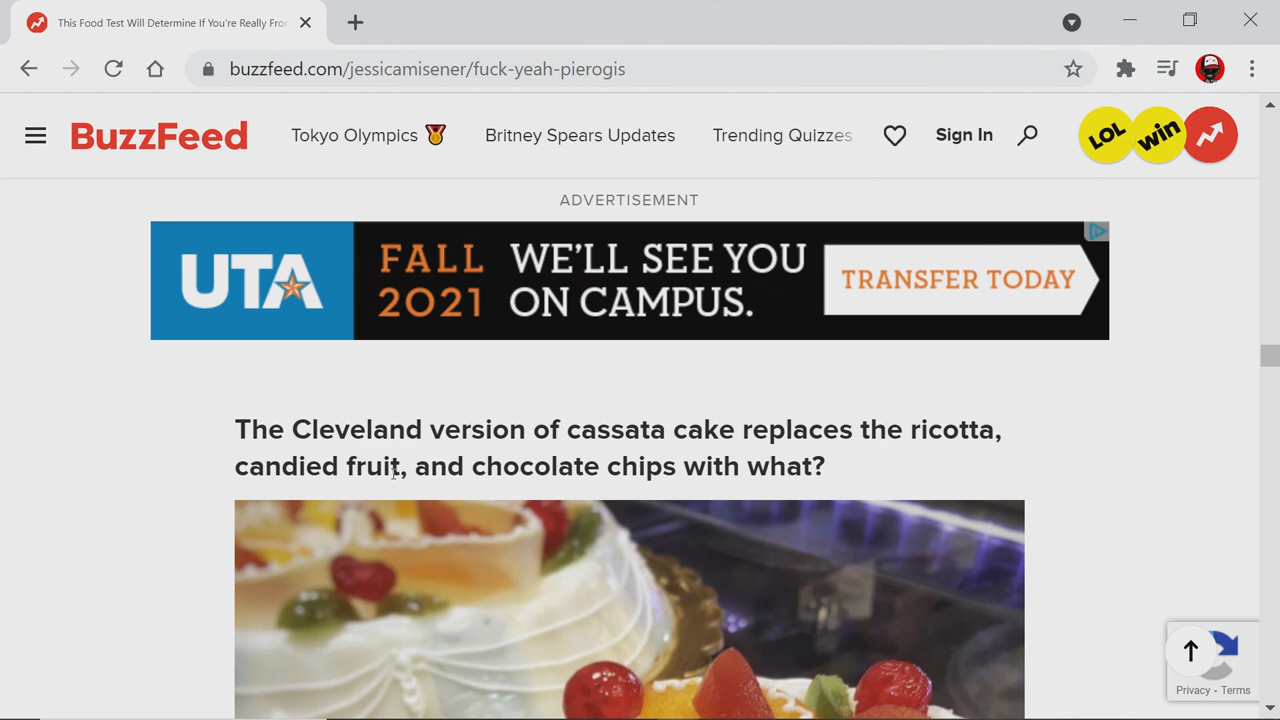 This Food Test Will Determine If You're Really Fro
buzzfeed.com/jessicamisener/fuck-yeah-pierogis
BuzzFeed Tokyo Olympics Britney Spears Updates Trending Quizzes Sign In LOL win
ADVERTISEMENT
UTA FALL 2021 WE'LL SEE YOU ON CAMPUS. TRANSFER TODAY
The Cleveland version of cassata cake replaces the ricotta,
candied fruit, and chocolate chips with what?
Privacy - Terms